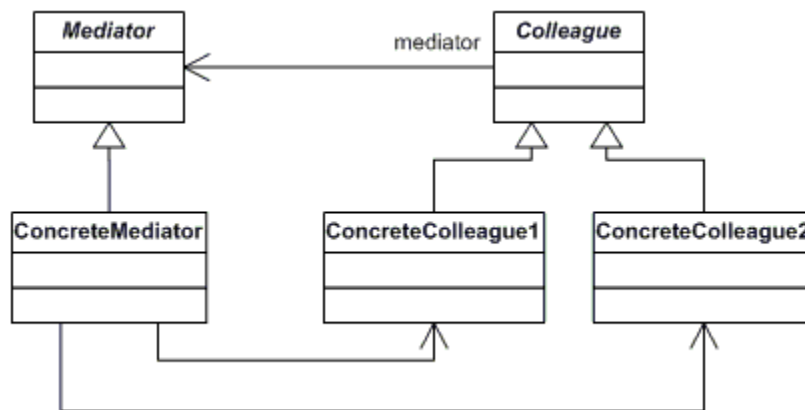 Mediator
Colleague
mediator
ConcreteMediator
ConcreteColleague1
ConcreteColleague2